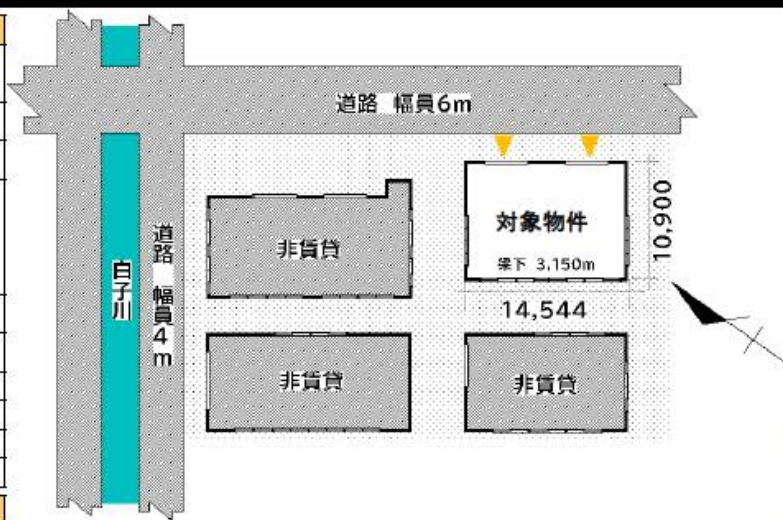 道路 幅員6m
対象物件
梁下 3,150m
10,900
14,544
非賃貸
道路 幅員4m
白子川
非賃貸
非賃貸